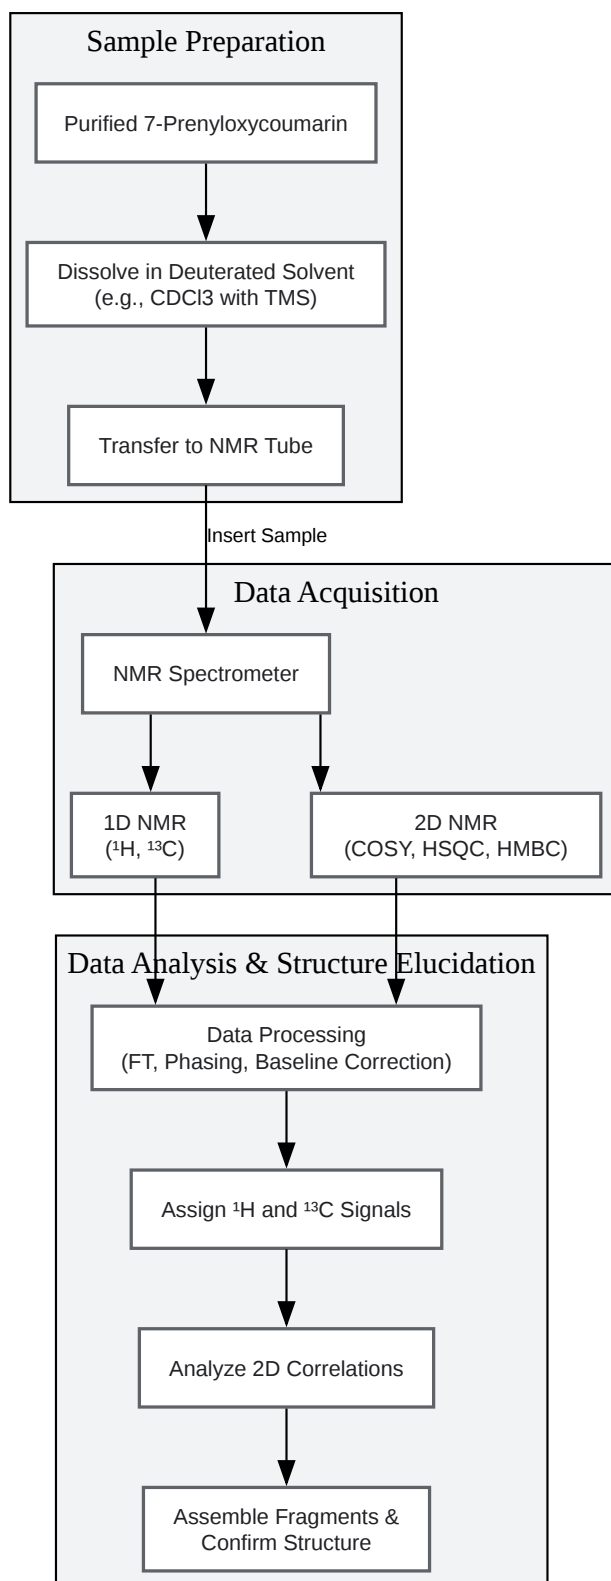 Sample Preparation
Purified 7-Prenyloxycoumarin
Dissolve in Deuterated Solvent
(e.g., CDCl3 with TMS)
Transfer to NMR Tube
Insert Sample
Data Acquisition
NMR Spectrometer
1D NMR
(¹H, ¹³C)
2D NMR
(COSY, HSQC, HMBC)
Data Analysis & Structure Elucidation
Data Processing
(FT, Phasing, Baseline Correction)
Assign ¹H and ¹³C Signals
Analyze 2D Correlations
Assemble Fragments &
Confirm Structure